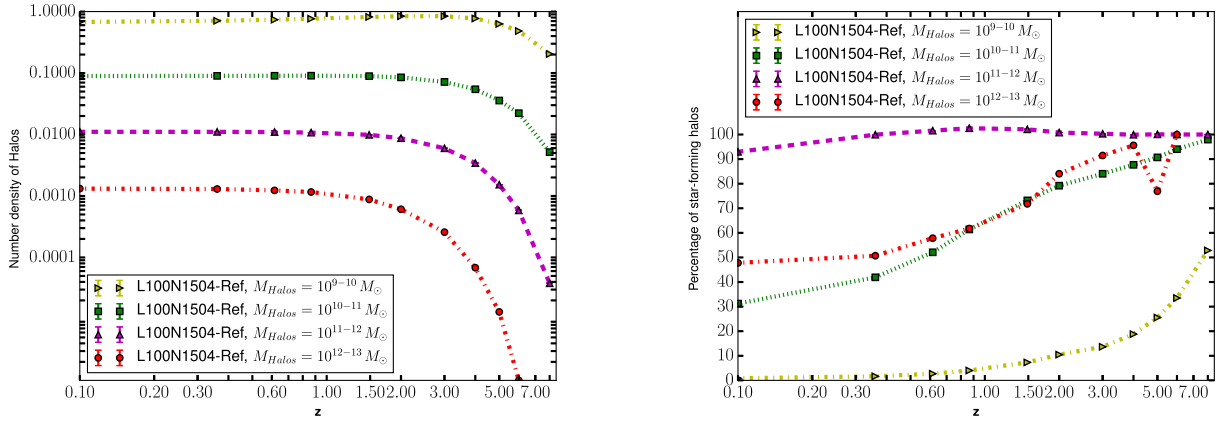 Number density of Halos
1.0000
0.1000
0.0100
0.0010
0.0001
L100N1504-Ref, $M_{Halos} = 10^{9-10} M_\odot$
L100N1504-Ref, $M_{Halos} = 10^{10-11} M_\odot$
L100N1504-Ref, $M_{Halos} = 10^{11-12} M_\odot$
L100N1504-Ref, $M_{Halos} = 10^{12-13} M_\odot$
0.10 0.20 0.30 0.60 1.00 1.50 2.00 3.00 5.00 7.00
z
Percentage of star-forming halos
L100N1504-Ref, $M_{Halos} = 10^{9-10} M_\odot$
L100N1504-Ref, $M_{Halos} = 10^{10-11} M_\odot$
L100N1504-Ref, $M_{Halos} = 10^{11-12} M_\odot$
L100N1504-Ref, $M_{Halos} = 10^{12-13} M_\odot$
100
90
80
70
60
50
40
30
20
10
0
0.10 0.20 0.30 0.60 1.00 1.50 2.00 3.00 5.00 7.00
z